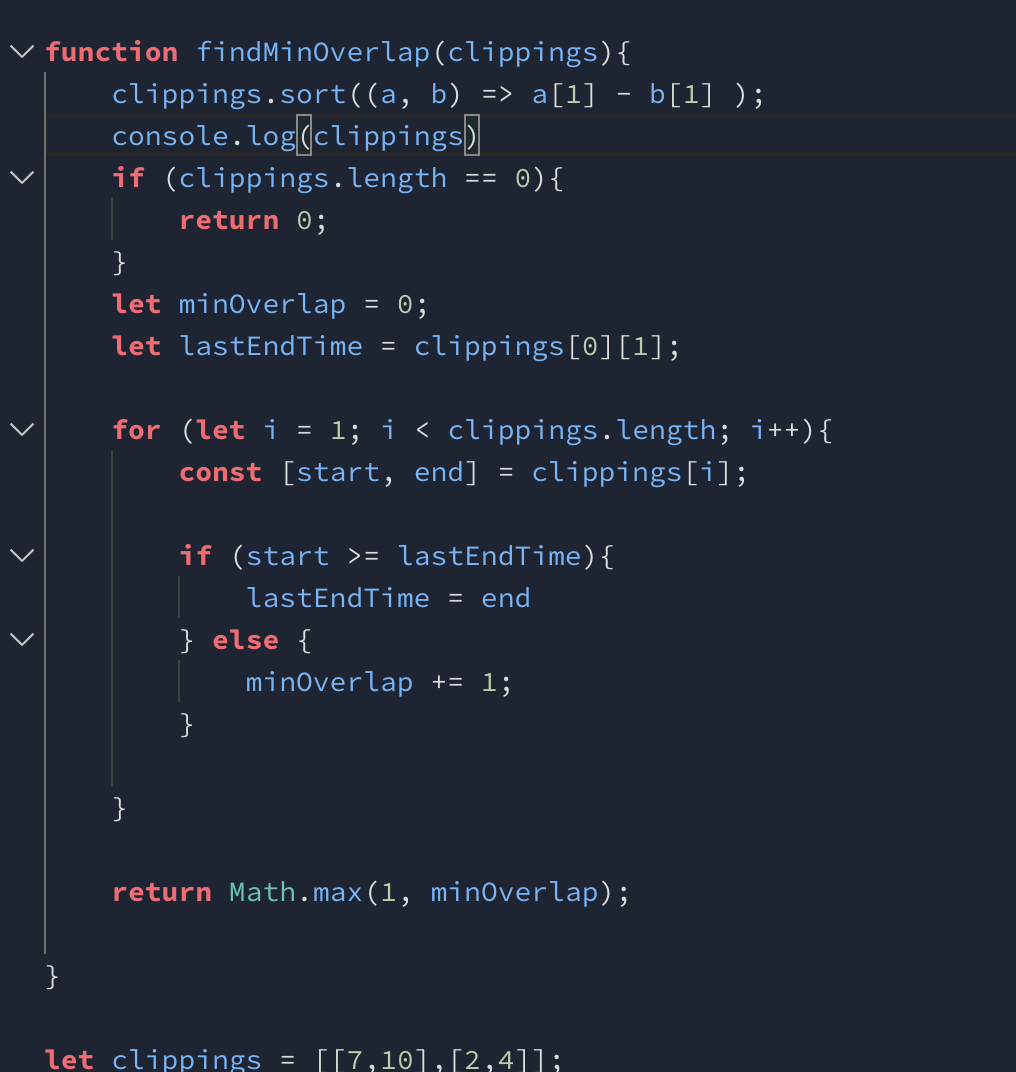 function findMinOverlap(clippings){
    clippings.sort((a, b) => a[1] - b[1] );
    console.log(clippings)
    if (clippings.length == 0){
        return 0;
    }
    let minOverlap = 0;
    let lastEndTime = clippings[0][1];
    for (let i = 1; i < clippings.length; i++){
        const [start, end] = clippings[i];
        if (start >= lastEndTime){
            lastEndTime = end
        } else {
            minOverlap += 1;
        }
    }
    return Math.max(1, minOverlap);
}
let clippings = [[7,10],[2,4]];